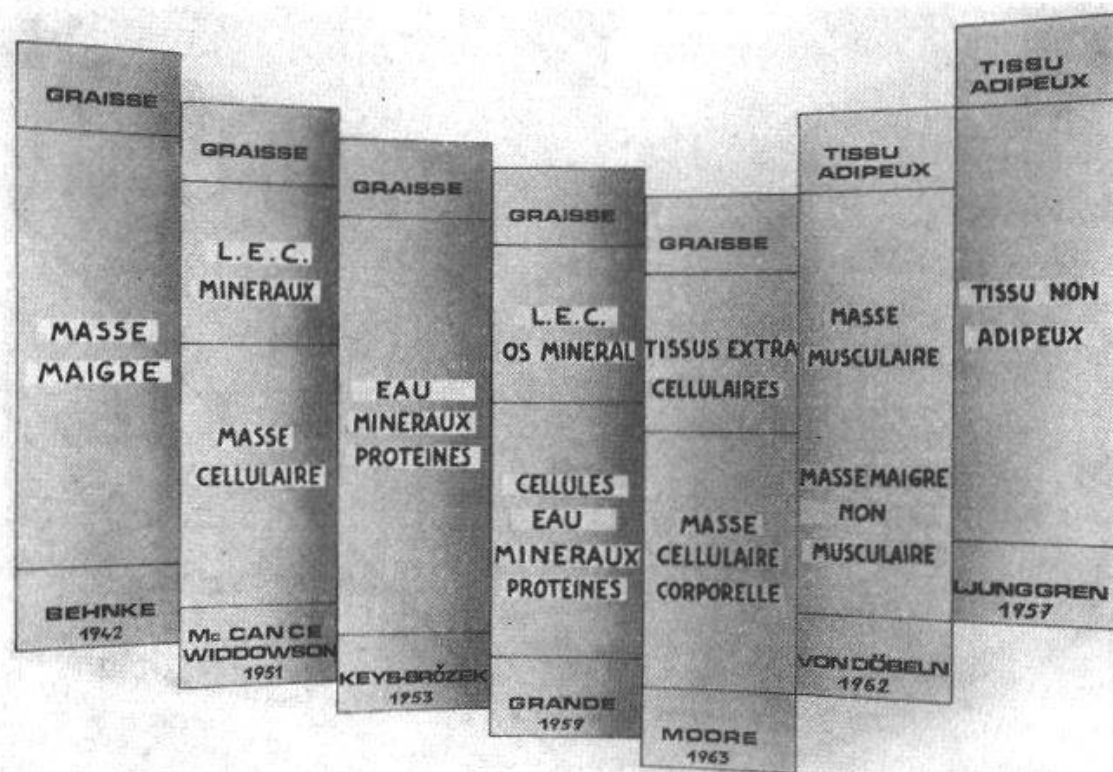 GRAISSE
MASSE
MAIGRE
BEHNKE
1942
GRAISSE
L.E.C.
MINERAUX
MASSE
CELLULAIRE
Mc CANCE
WIDDOWSON
1951
GRAISSE
EAU
MINERAUX
PROTEINES
KEYS-BRŎZEK
1953
GRAISSE
L.E.C.
OS MINERAL
CELLULES
EAU
MINERAUX
PROTEINES
GRANDE
1959
GRAISSE
TISSUS EXTRA
CELLULAIRES
MASSE
CELLULAIRE
CORPORELLE
MOORE
1963
TISSU
ADIPEUX
MASSE
MUSCULAIRE
MASSE MAIGRE
NON
MUSCULAIRE
VON DÖBELN
1962
TISSU
ADIPEUX
TISSU NON
ADIPEUX
LJUNGGREN
1957